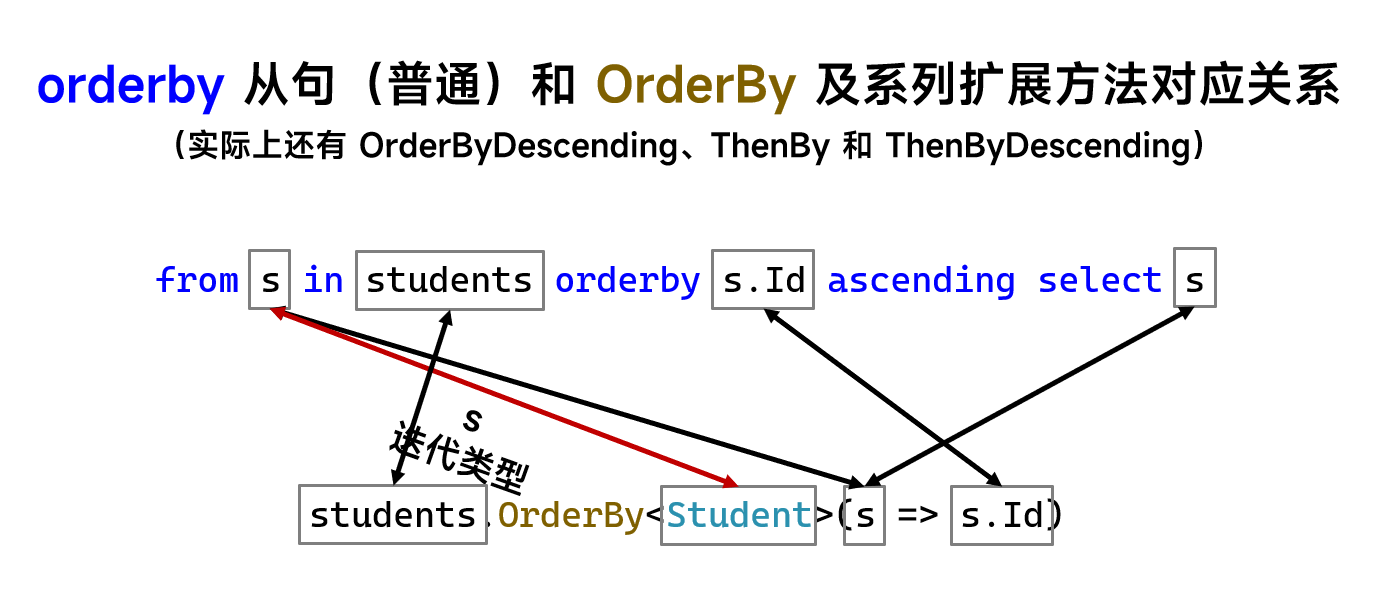 orderby 从句（普通）和 OrderBy 及系列扩展方法对应关系
（实际上还有 OrderByDescending、ThenBy 和 ThenByDescending）
from s in students orderby s.Id ascending select s
s
迭代类型
students.OrderBy<Student>(s => s.Id)